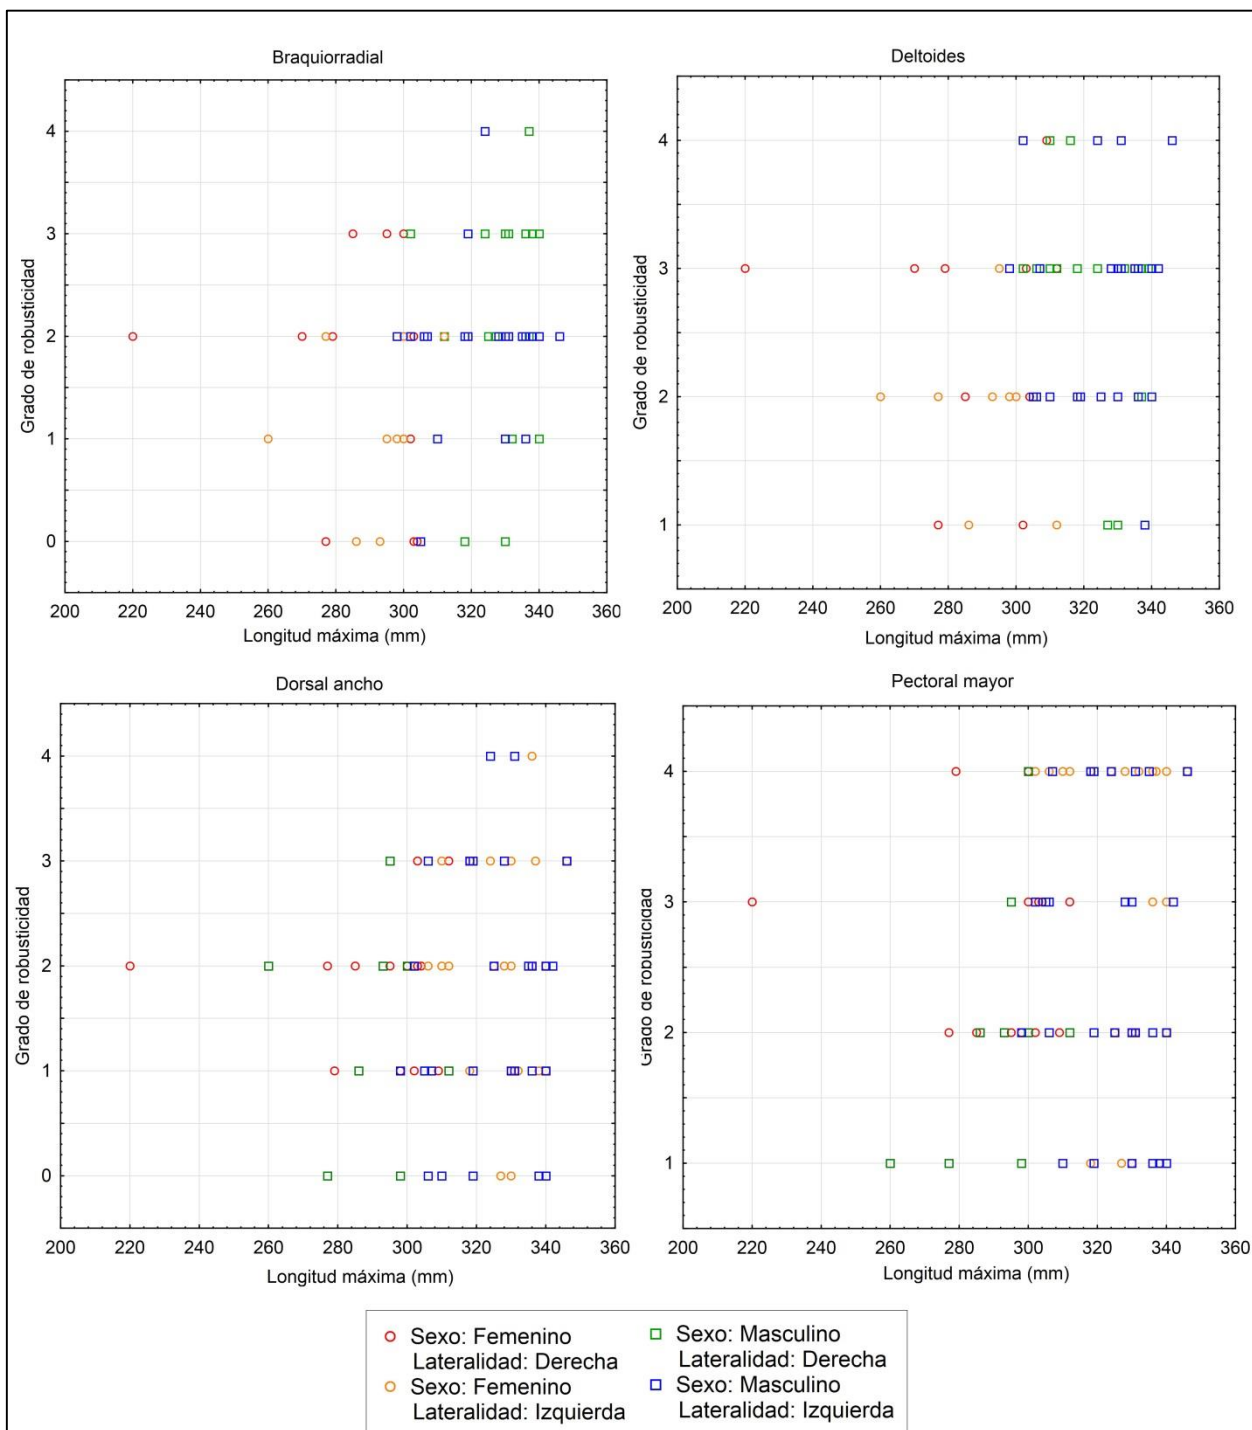 Braquiorradial
Grado de robusticidad
4
3
2
1
0
200 220 240 260 280 300 320 340 360
Longitud máxima (mm)
Deltoides
Grado de robusticidad
4
3
2
1
200 220 240 260 280 300 320 340 360
Longitud máxima (mm)
Dorsal ancho
Grado de robusticidad
4
3
2
1
0
200 220 240 260 280 300 320 340 360
Longitud máxima (mm)
Pectoral mayor
Grado de robusticidad
4
3
2
1
200 220 240 260 280 300 320 340 360
Longitud máxima (mm)
Sexo: Femenino
Lateralidad: Derecha
Sexo: Femenino
Lateralidad: Izquierda
Sexo: Masculino
Lateralidad: Derecha
Sexo: Masculino
Lateralidad: Izquierda